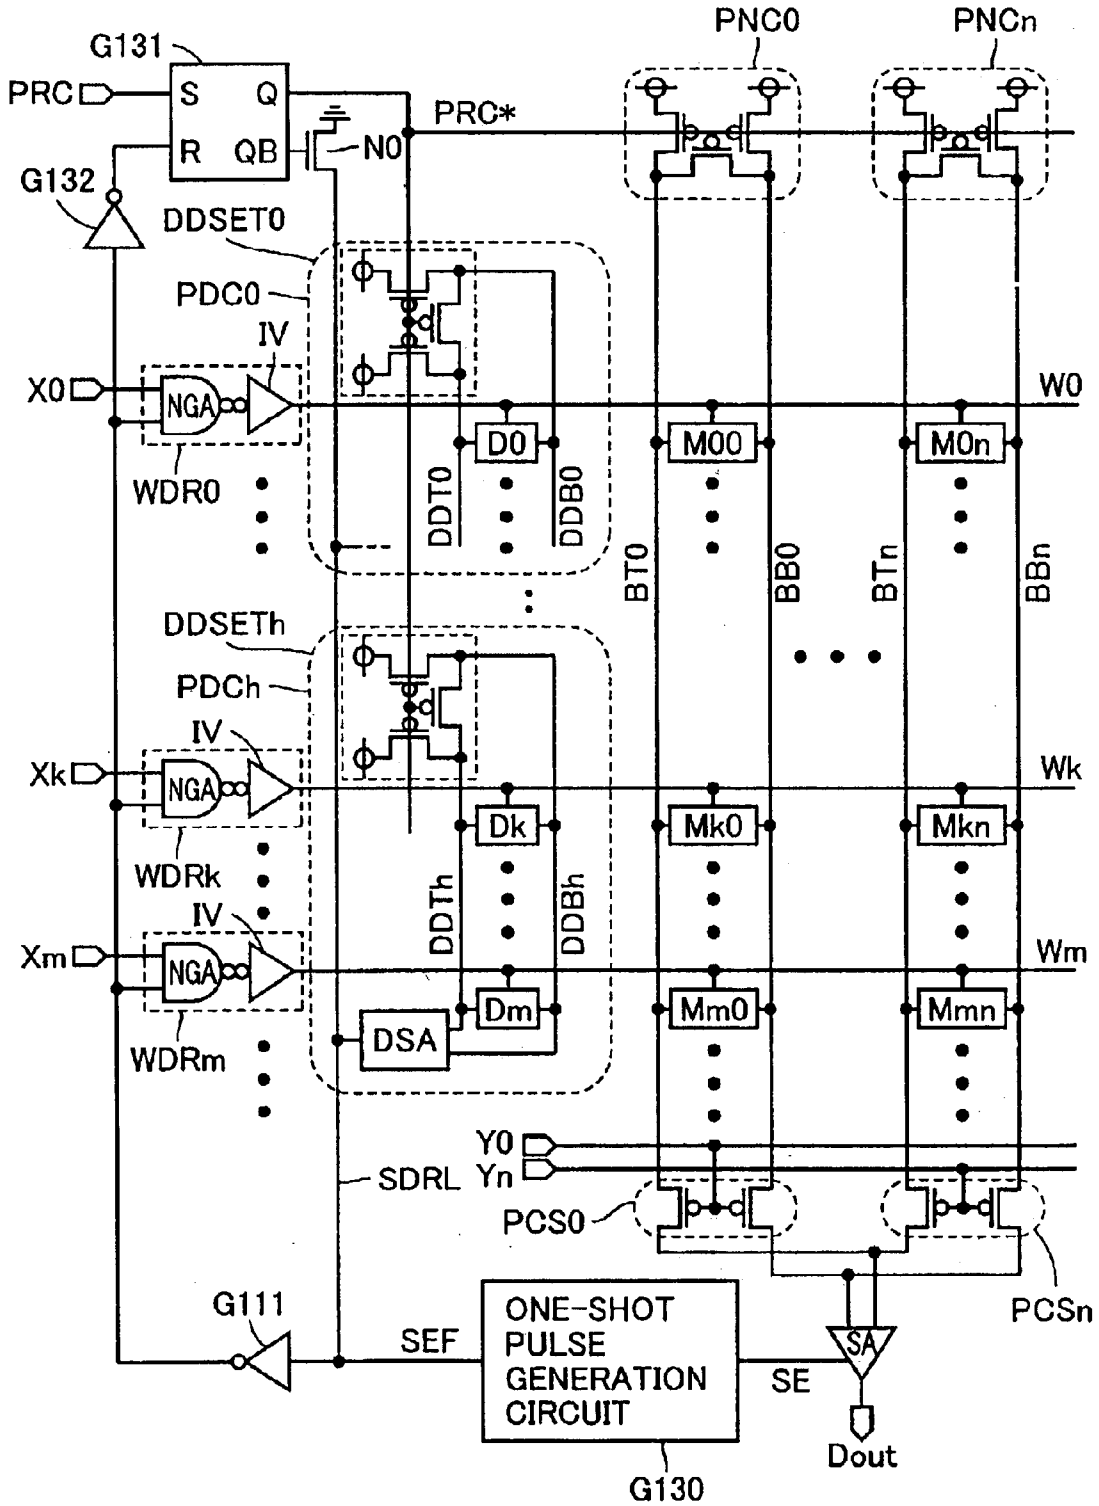 PNC0
PNCn
G131
PRC
S
Q
PRC*
R
QB
N0
G132
DDSET0
PDC0
IV
X0
NGA
W0
D0
M00
M0n
WDR0
DDT0
DDB0
BT0
BB0
BTn
BBn
DDSETh
PDCh
IV
Xk
NGA
Wk
Dk
Mk0
Mkn
WDRk
DDTh
DDBh
IV
Xm
NGA
Wm
Dm
Mm0
Mmn
DSA
WDRm
Y0
Yn
SDRL
PCS0
PCSn
G111
SEF
ONE-SHOT
PULSE
GENERATION
CIRCUIT
SE
SA
Dout
G130